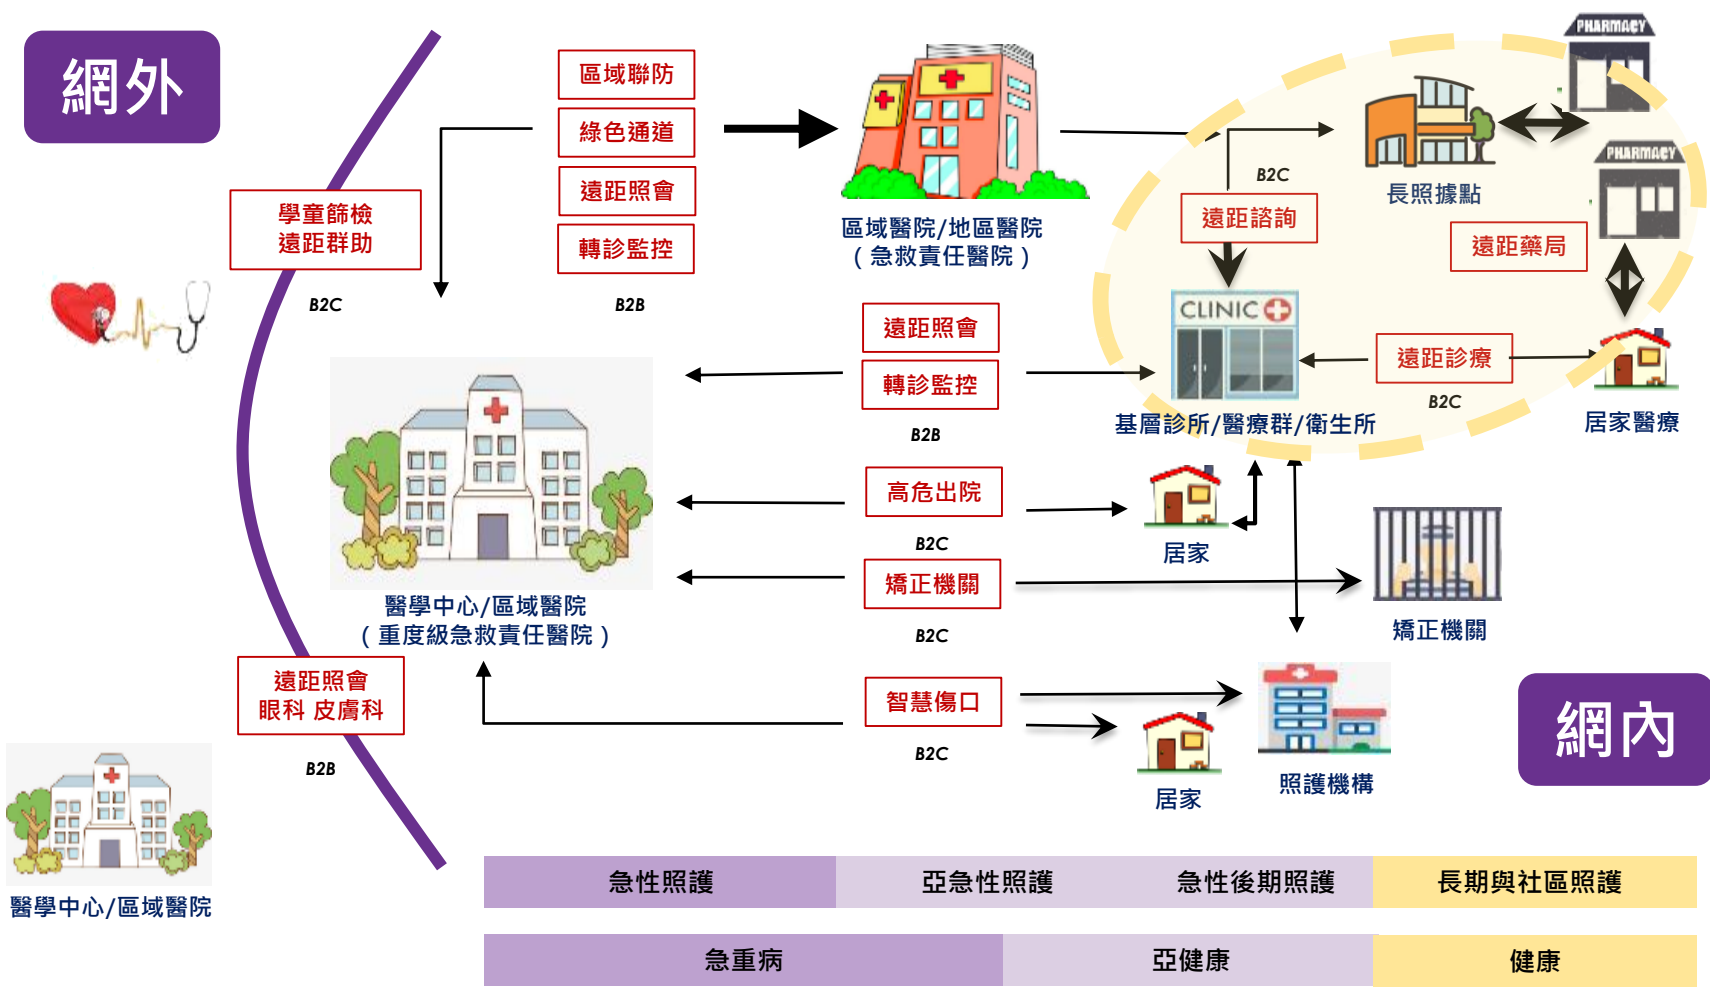 網外
區域聯防
綠色通道
遠距照會
轉診監控
B2B
學童篩檢
遠距群助
B2C
區域醫院/地區醫院
(急救責任醫院)
PHARMACY
PHARMACY
長照據點
B2C
遠距諮詢
遠距藥局
CLINIC
遠距診療
B2C
基層診所/醫療群/衛生所
居家醫療
遠距照會
轉診監控
B2B
高危出院
B2C
居家
矯正機關
B2C
矯正機關
醫學中心/區域醫院
(重度級急救責任醫院)
遠距照會
眼科 皮膚科
B2B
智慧傷口
B2C
居家
照護機構
網內
醫學中心/區域醫院
急性照護
亞急性照護
急性後期照護
長期與社區照護
急重病
亞健康
健康